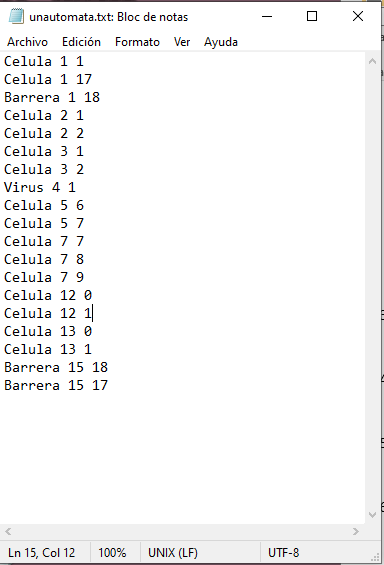 unautomata.txt: Bloc de notas
Archivo Edición Formato Ver Ayuda
Celula 1 1
Celula 1 17
Barrera 1 18
Celula 2 1
Celula 2 2
Celula 3 1
Celula 3 2
Virus 4 1
Celula 5 6
Celula 5 7
Celula 7 7
Celula 7 8
Celula 7 9
Celula 12 0
Celula 12 1
Celula 13 0
Celula 13 1
Barrera 15 18
Barrera 15 17
Ln 15, Col 12 100% UNIX (LF) UTF-8